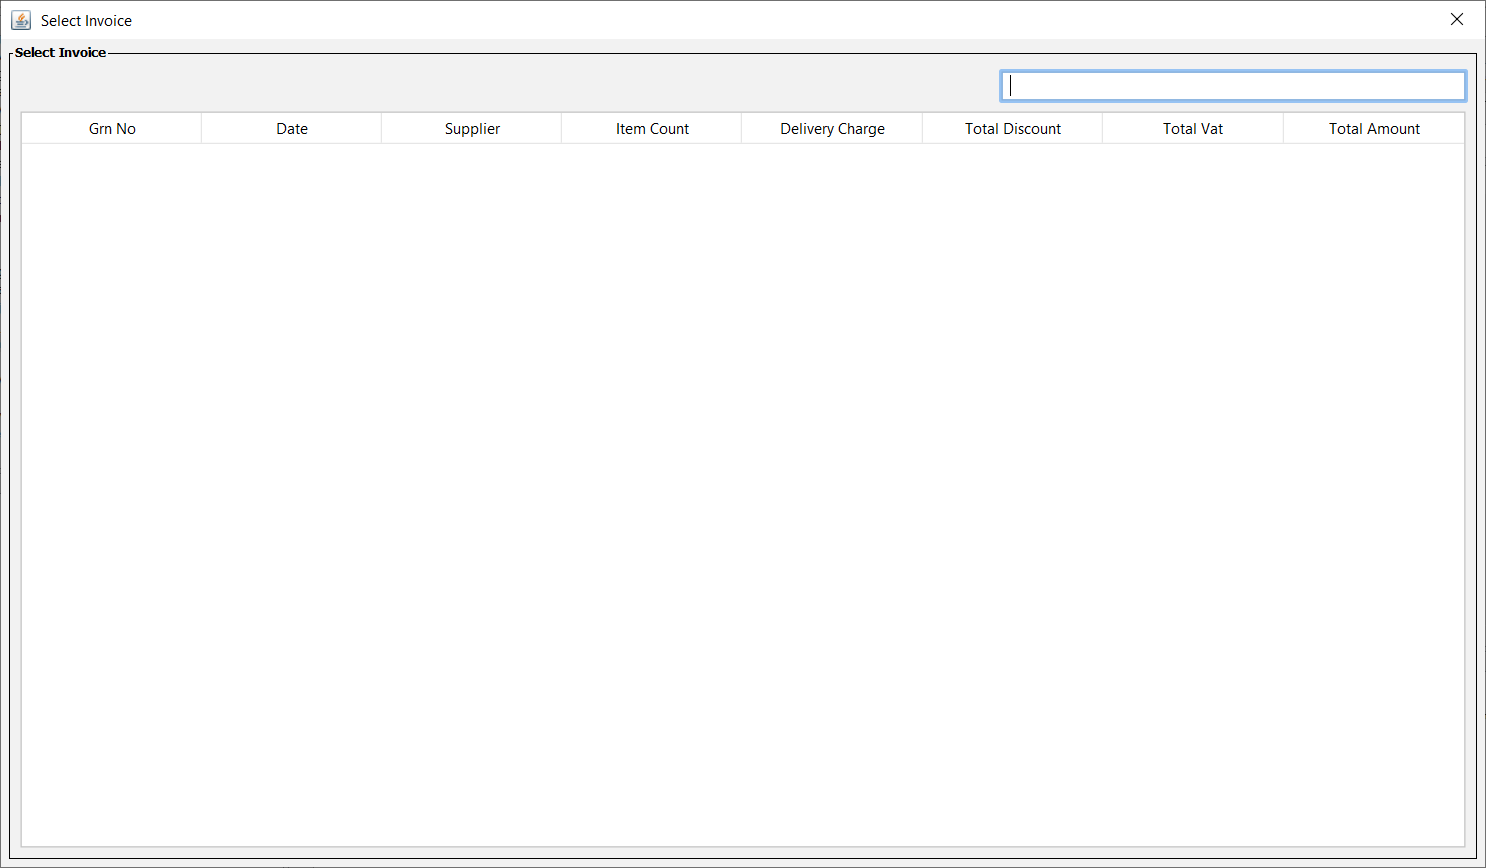 Select Invoice
Select Invoice
Grn No Date Supplier Item Count Delivery Charge Total Discount Total Vat Total Amount